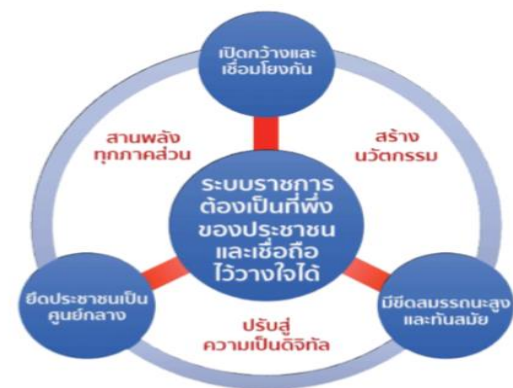 เปิดกว้างและ
เชื่อมโยงกัน
สานพลัง
ทุกภาคส่วน
สร้าง
นวัตกรรม
ระบบราชการ
ต้องเป็นที่พึ่ง
ของประชาชน
และเชื่อถือ
ไว้วางใจได้
ยึดประชาชนเป็น
ศูนย์กลาง
มีขีดสมรรถนะสูง
และทันสมัย
ปรับสู่
ความเป็นดิจิทัล